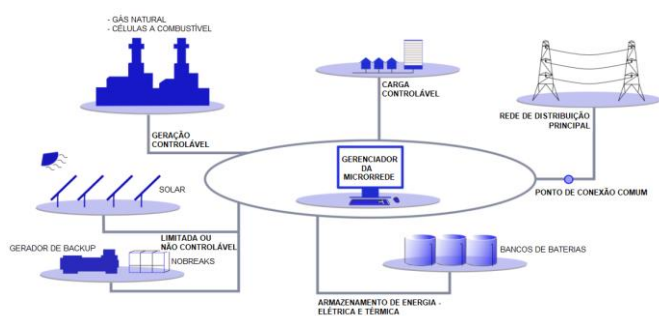 - GÁS NATURAL
- CÉLULAS A COMBUSTÍVEL
CARGA
CONTROLÁVEL
REDE DE DISTRIBUIÇÃO
PRINCIPAL
GERAÇÃO
CONTROLÁVEL
GERENCIADOR
DA
MICRORREDE
PONTO DE CONEXÃO COMUM
SOLAR
LIMITADA OU
NÃO CONTROLÁVEL
GERADOR DE BACKUP
NOBREAKS
BANCOS DE BATERIAS
ARMAZENAMENTO DE ENERGIA -
ELÉTRICA E TÉRMICA